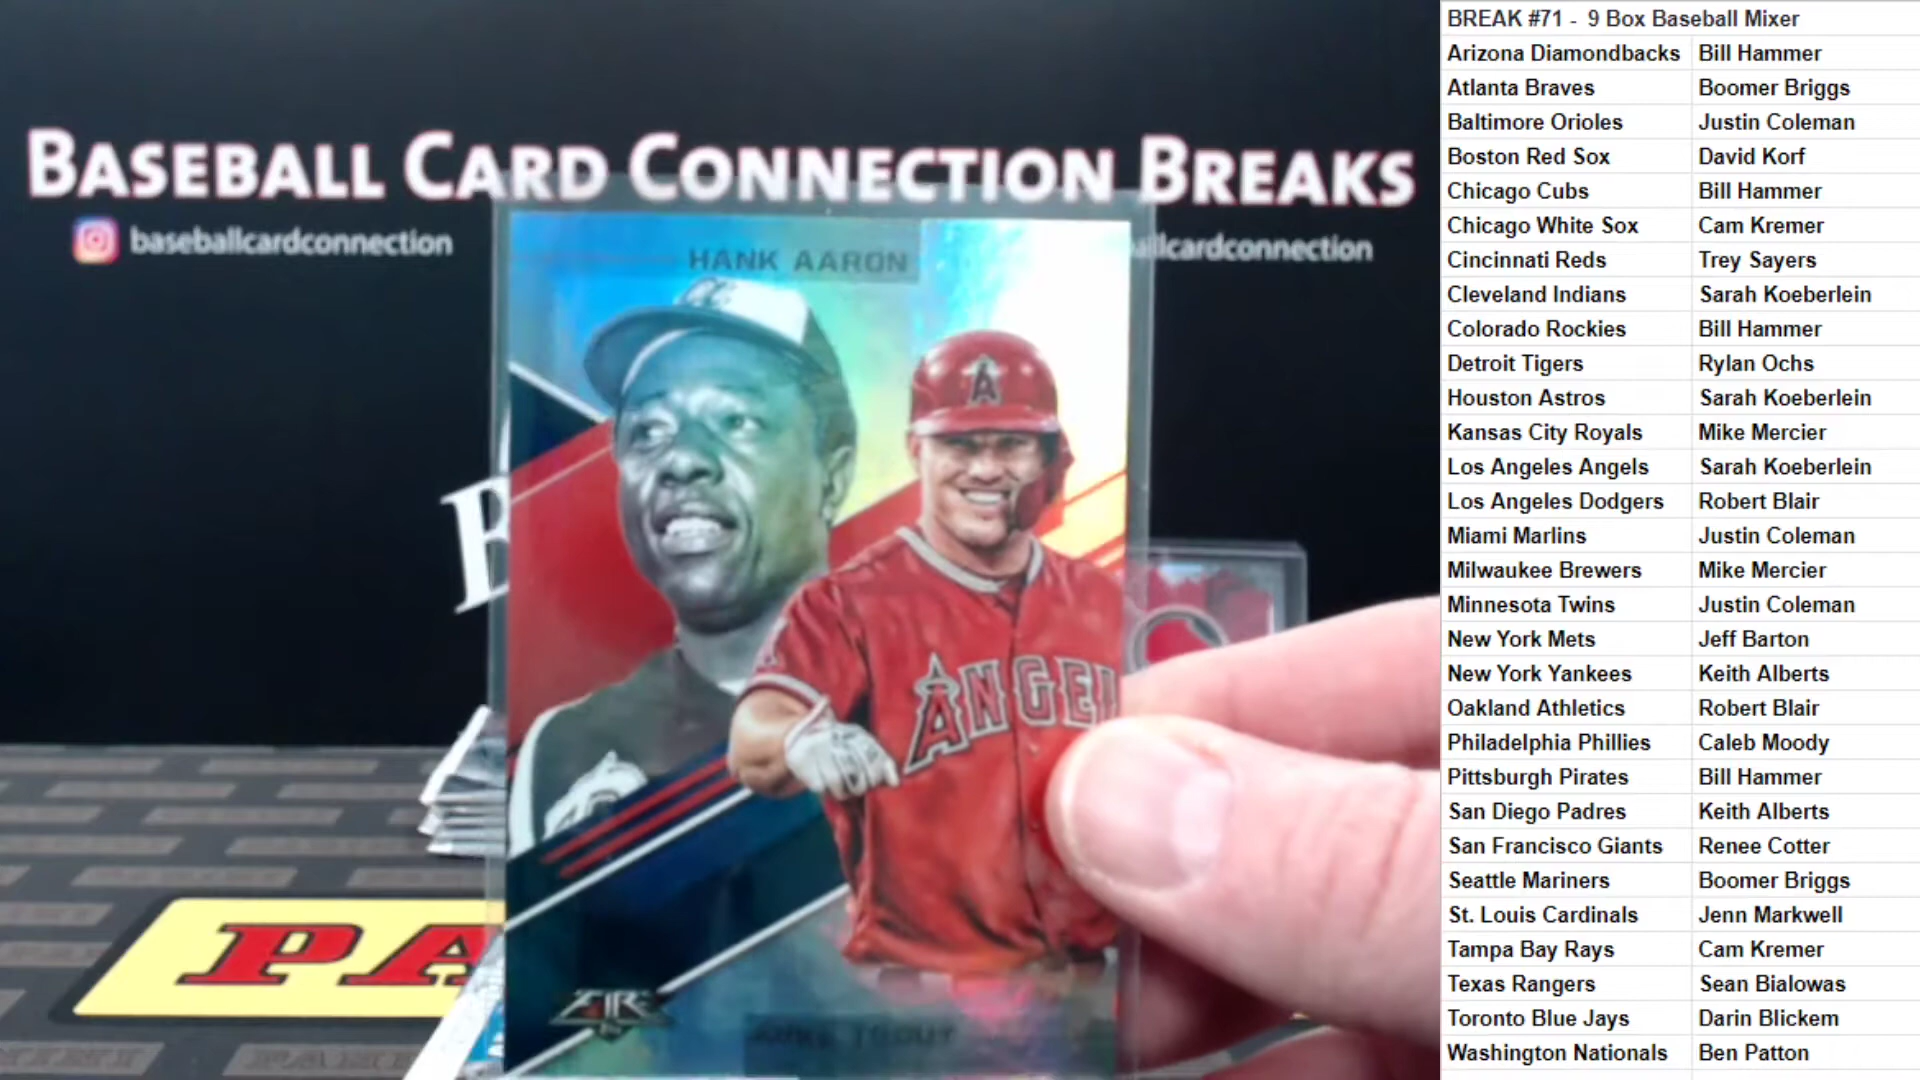 BASEBALL CARD CONNECTION BREAKS
baseballcardconnection
allcardconnection
HANK AARON
A
ANGE
FIRE
MIKE TROUT
PA
BREAK #71 - 9 Box Baseball Mixer
Arizona Diamondbacks Bill Hammer
Atlanta Braves Boomer Briggs
Baltimore Orioles Justin Coleman
Boston Red Sox David Korf
Chicago Cubs Bill Hammer
Chicago White Sox Cam Kremer
Cincinnati Reds Trey Sayers
Cleveland Indians Sarah Koeberlein
Colorado Rockies Bill Hammer
Detroit Tigers Rylan Ochs
Houston Astros Sarah Koeberlein
Kansas City Royals Mike Mercier
Los Angeles Angels Sarah Koeberlein
Los Angeles Dodgers Robert Blair
Miami Marlins Justin Coleman
Milwaukee Brewers Mike Mercier
Minnesota Twins Justin Coleman
New York Mets Jeff Barton
New York Yankees Keith Alberts
Oakland Athletics Robert Blair
Philadelphia Phillies Caleb Moody
Pittsburgh Pirates Bill Hammer
San Diego Padres Keith Alberts
San Francisco Giants Renee Cotter
Seattle Mariners Boomer Briggs
St. Louis Cardinals Jenn Markwell
Tampa Bay Rays Cam Kremer
Texas Rangers Sean Bialowas
Toronto Blue Jays Darin Blickem
Washington Nationals Ben Patton